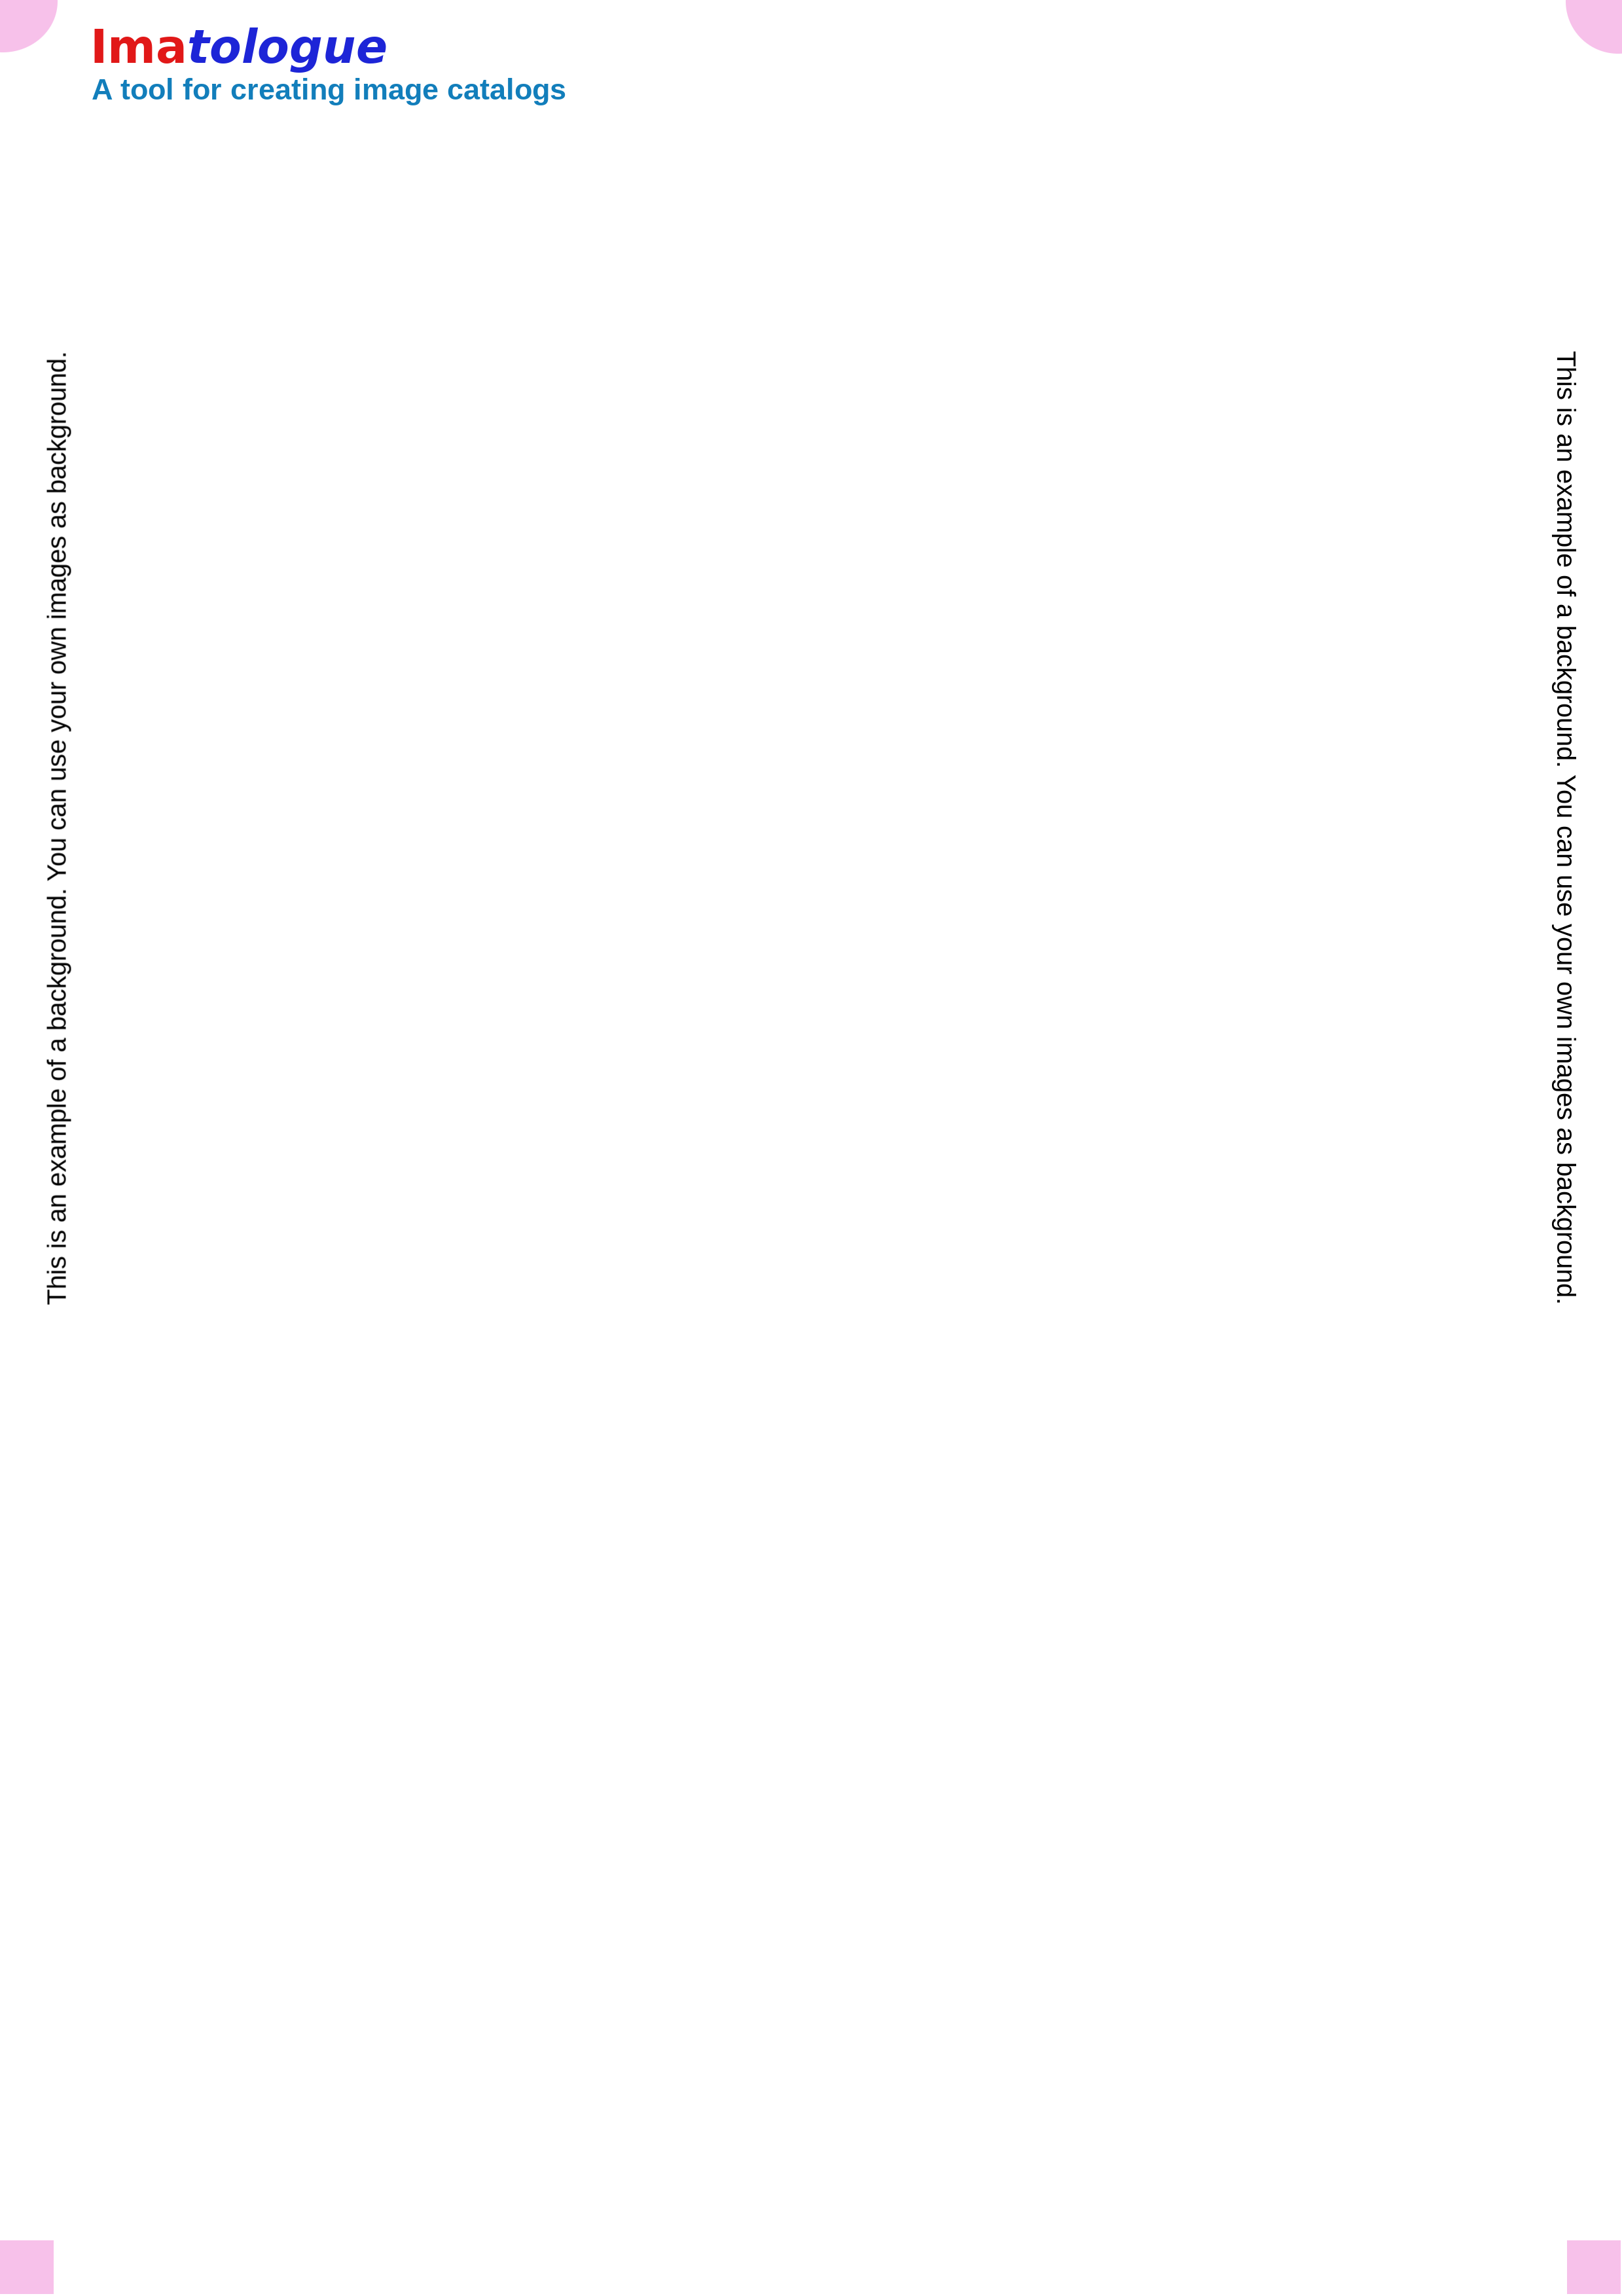 Imatologue
A tool for creating image catalogs
This is an example of a background. You can use your own images as background.
This is an example of a background. You can use your own images as background.